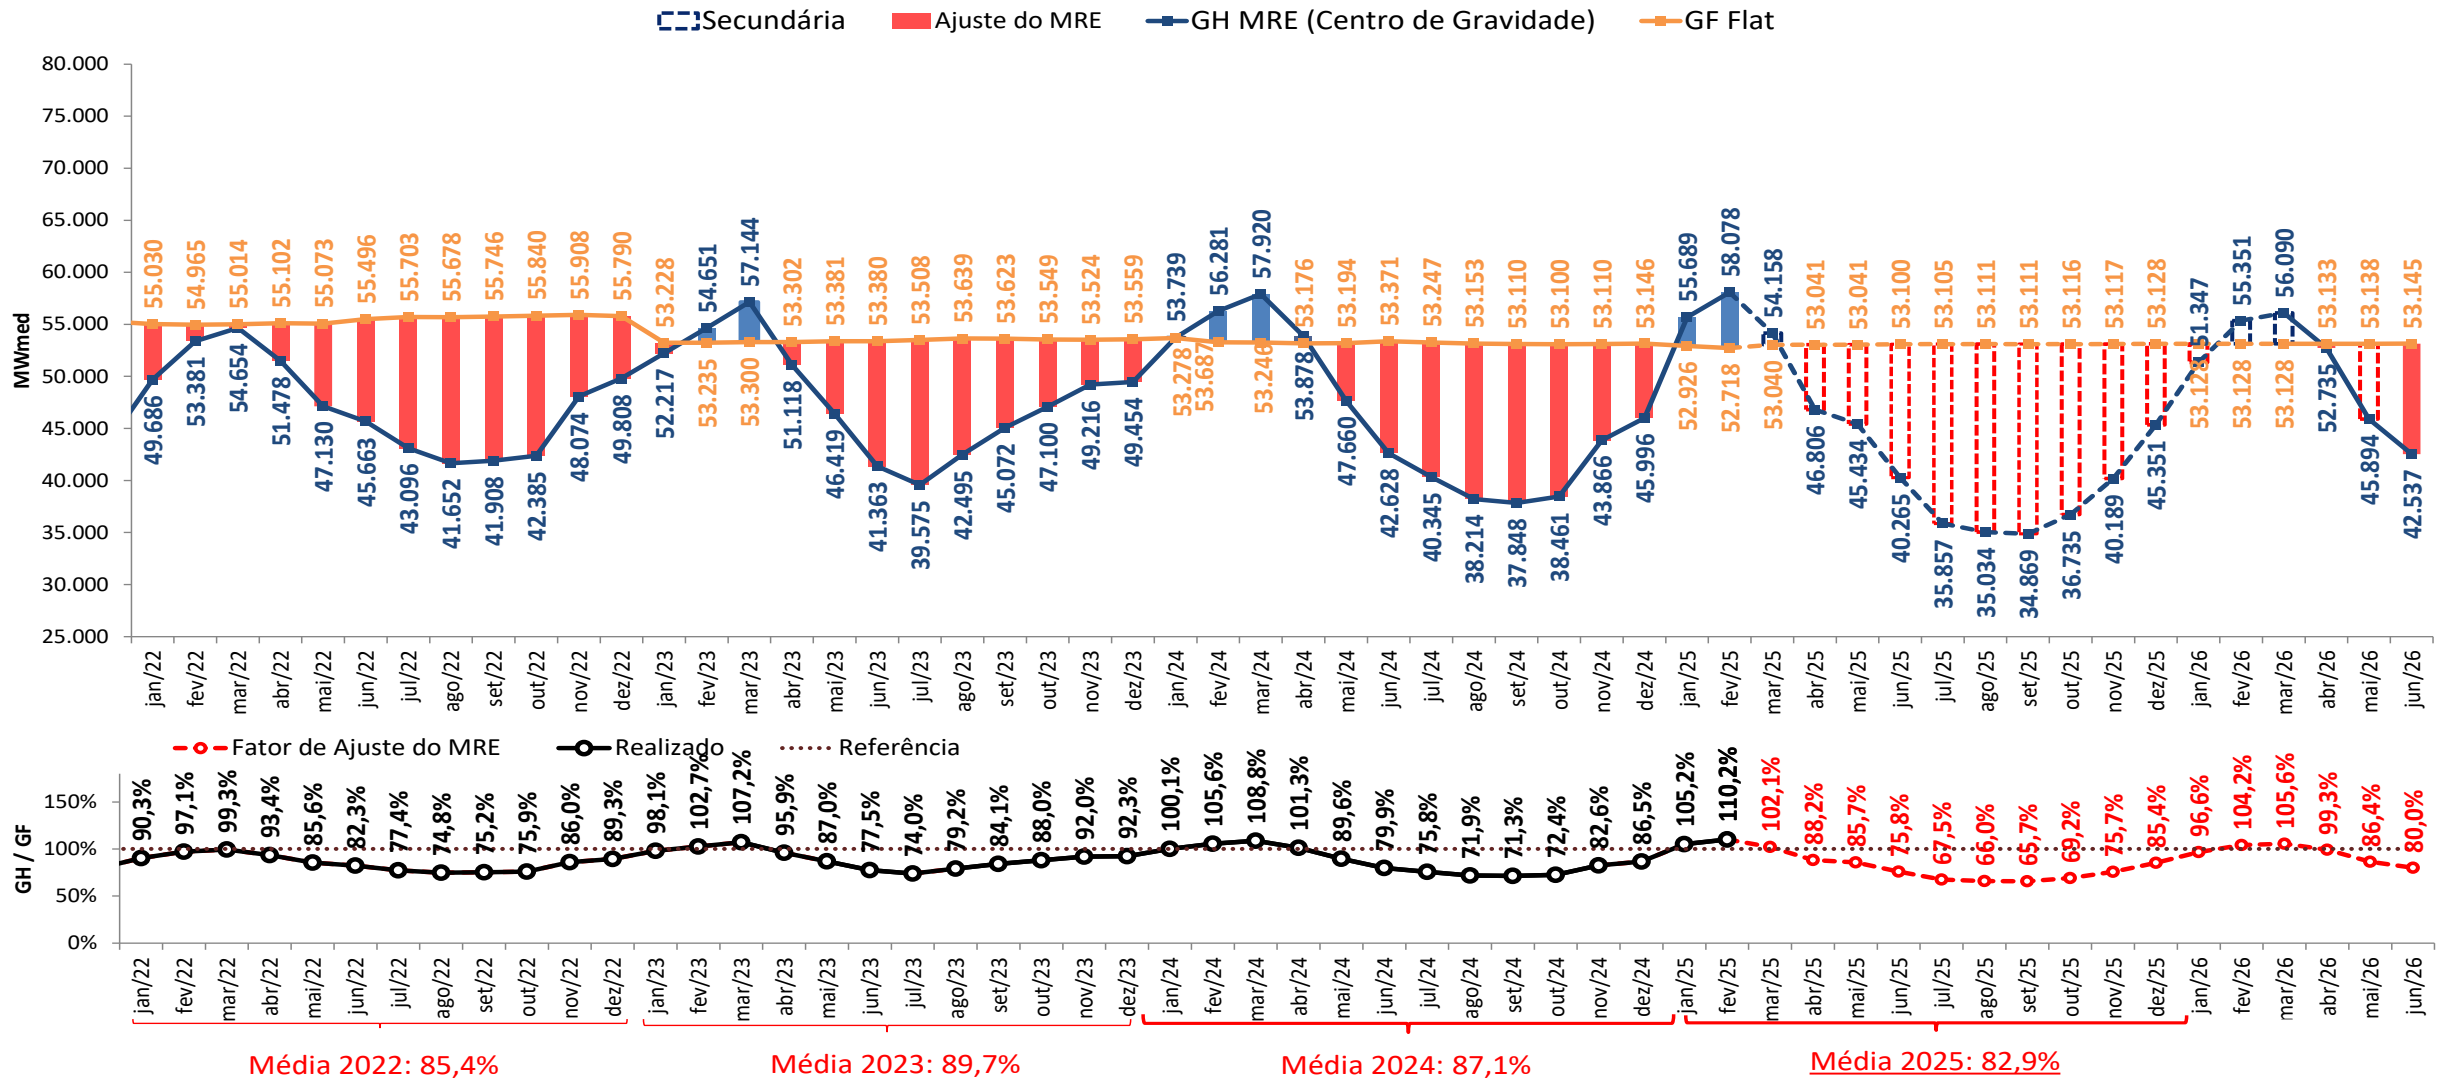 Secundária Ajuste do MRE GH MRE (Centro de Gravidade) GF Flat
80.000
75.000
70.000
65.000
60.000
55.000
50.000
45.000
40.000
35.000
30.000
25.000
MWmed
55.030 54.965 55.014 55.102 55.073 55.496 55.703 55.678 55.746 55.840 55.908 55.790 53.228 53.235 53.300 53.302 53.381 53.380 53.508 53.639 53.623 53.549 53.524 53.559 53.278 53.687 53.246 53.176 53.194 53.371 53.247 53.153 53.110 53.100 53.110 53.146 52.926 52.718 53.040 53.041 53.041 53.100 53.105 53.111 53.111 53.116 53.117 53.128 53.128 53.128 53.128 53.133 53.138 53.145
49.686 53.381 54.654 51.478 47.130 45.663 43.096 41.652 41.908 42.385 48.074 49.808 52.217 54.651 57.144 51.118 46.419 41.363 39.575 42.495 45.072 47.100 49.216 49.454 53.739 56.281 57.920 53.878 47.660 42.628 40.345 38.214 37.848 38.461 43.866 45.996 55.689 58.078 54.158 46.806 45.434 40.265 35.857 35.034 34.869 36.735 40.189 45.351 51.347 55.351 56.090 52.735 45.894 42.537
jan/22 fev/22 mar/22 abr/22 mai/22 jun/22 jul/22 ago/22 set/22 out/22 nov/22 dez/22 jan/23 fev/23 mar/23 abr/23 mai/23 jun/23 jul/23 ago/23 set/23 out/23 nov/23 dez/23 jan/24 fev/24 mar/24 abr/24 mai/24 jun/24 jul/24 ago/24 set/24 out/24 nov/24 dez/24 jan/25 fev/25 mar/25 abr/25 mai/25 jun/25 jul/25 ago/25 set/25 out/25 nov/25 dez/25 jan/26 fev/26 mar/26 abr/26 mai/26 jun/26
Fator de Ajuste do MRE Realizado Referência
150%
100%
50%
0%
GH / GF
90,3% 97,1% 99,3% 93,4% 85,6% 82,3% 77,4% 74,8% 75,2% 75,9% 86,0% 89,3% 98,1% 102,7% 107,2% 95,9% 87,0% 77,5% 74,0% 79,2% 84,1% 88,0% 92,0% 92,3% 100,1% 105,6% 108,8% 101,3% 89,6% 79,9% 75,8% 71,9% 71,3% 72,4% 82,6% 86,5% 105,2% 110,2% 102,1% 88,2% 85,7% 75,8% 67,5% 66,0% 65,7% 69,2% 75,7% 85,4% 96,6% 104,2% 105,6% 99,3% 86,4% 80,0%
jan/22 fev/22 mar/22 abr/22 mai/22 jun/22 jul/22 ago/22 set/22 out/22 nov/22 dez/22 jan/23 fev/23 mar/23 abr/23 mai/23 jun/23 jul/23 ago/23 set/23 out/23 nov/23 dez/23 jan/24 fev/24 mar/24 abr/24 mai/24 jun/24 jul/24 ago/24 set/24 out/24 nov/24 dez/24 jan/25 fev/25 mar/25 abr/25 mai/25 jun/25 jul/25 ago/25 set/25 out/25 nov/25 dez/25 jan/26 fev/26 mar/26 abr/26 mai/26 jun/26
Média 2022: 85,4% Média 2023: 89,7% Média 2024: 87,1% Média 2025: 82,9%